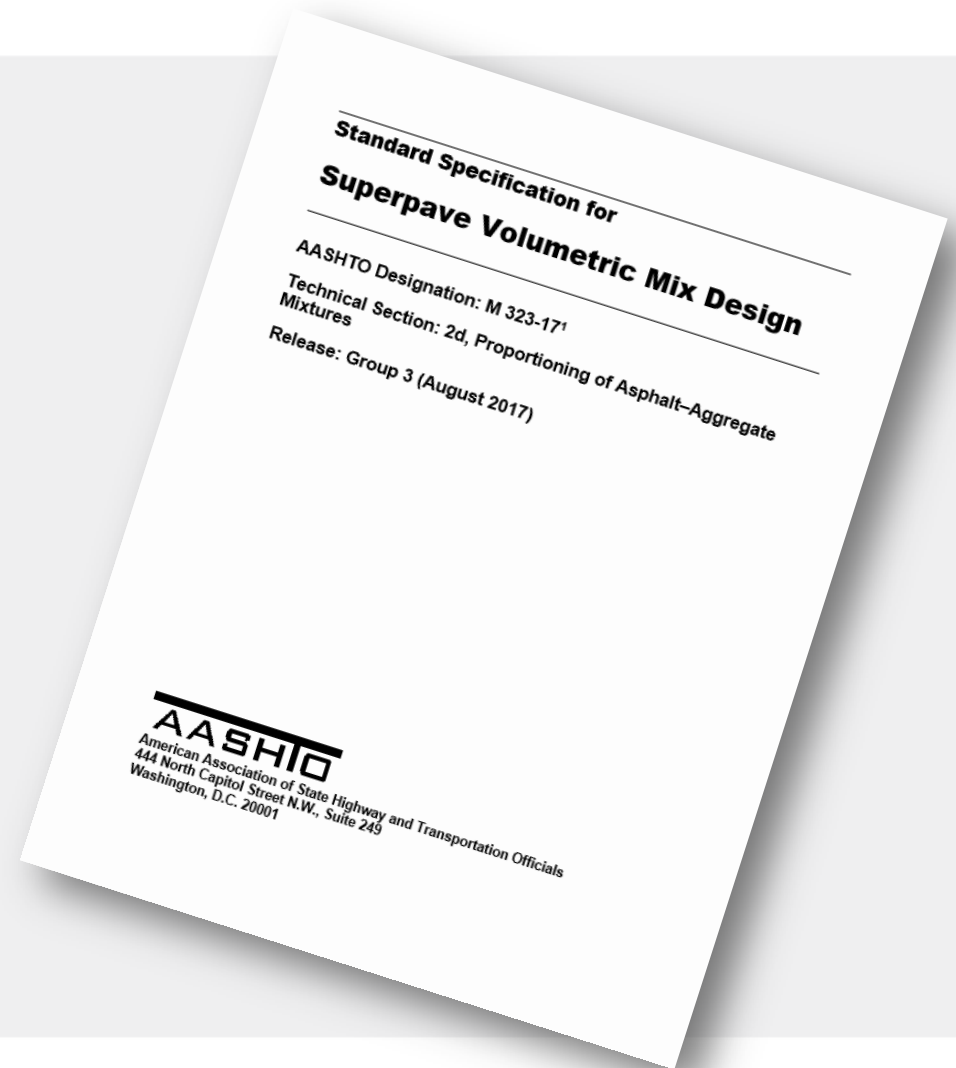 Standard Specification for
Superpave Volumetric Mix Design
AASHTO Designation: M 323-17¹
Technical Section: 2d, Proportioning of Asphalt–Aggregate
Mixtures
Release: Group 3 (August 2017)
AASHTO
American Association of State Highway and Transportation Officials
444 North Capitol Street N.W., Suite 249
Washington, D.C. 20001